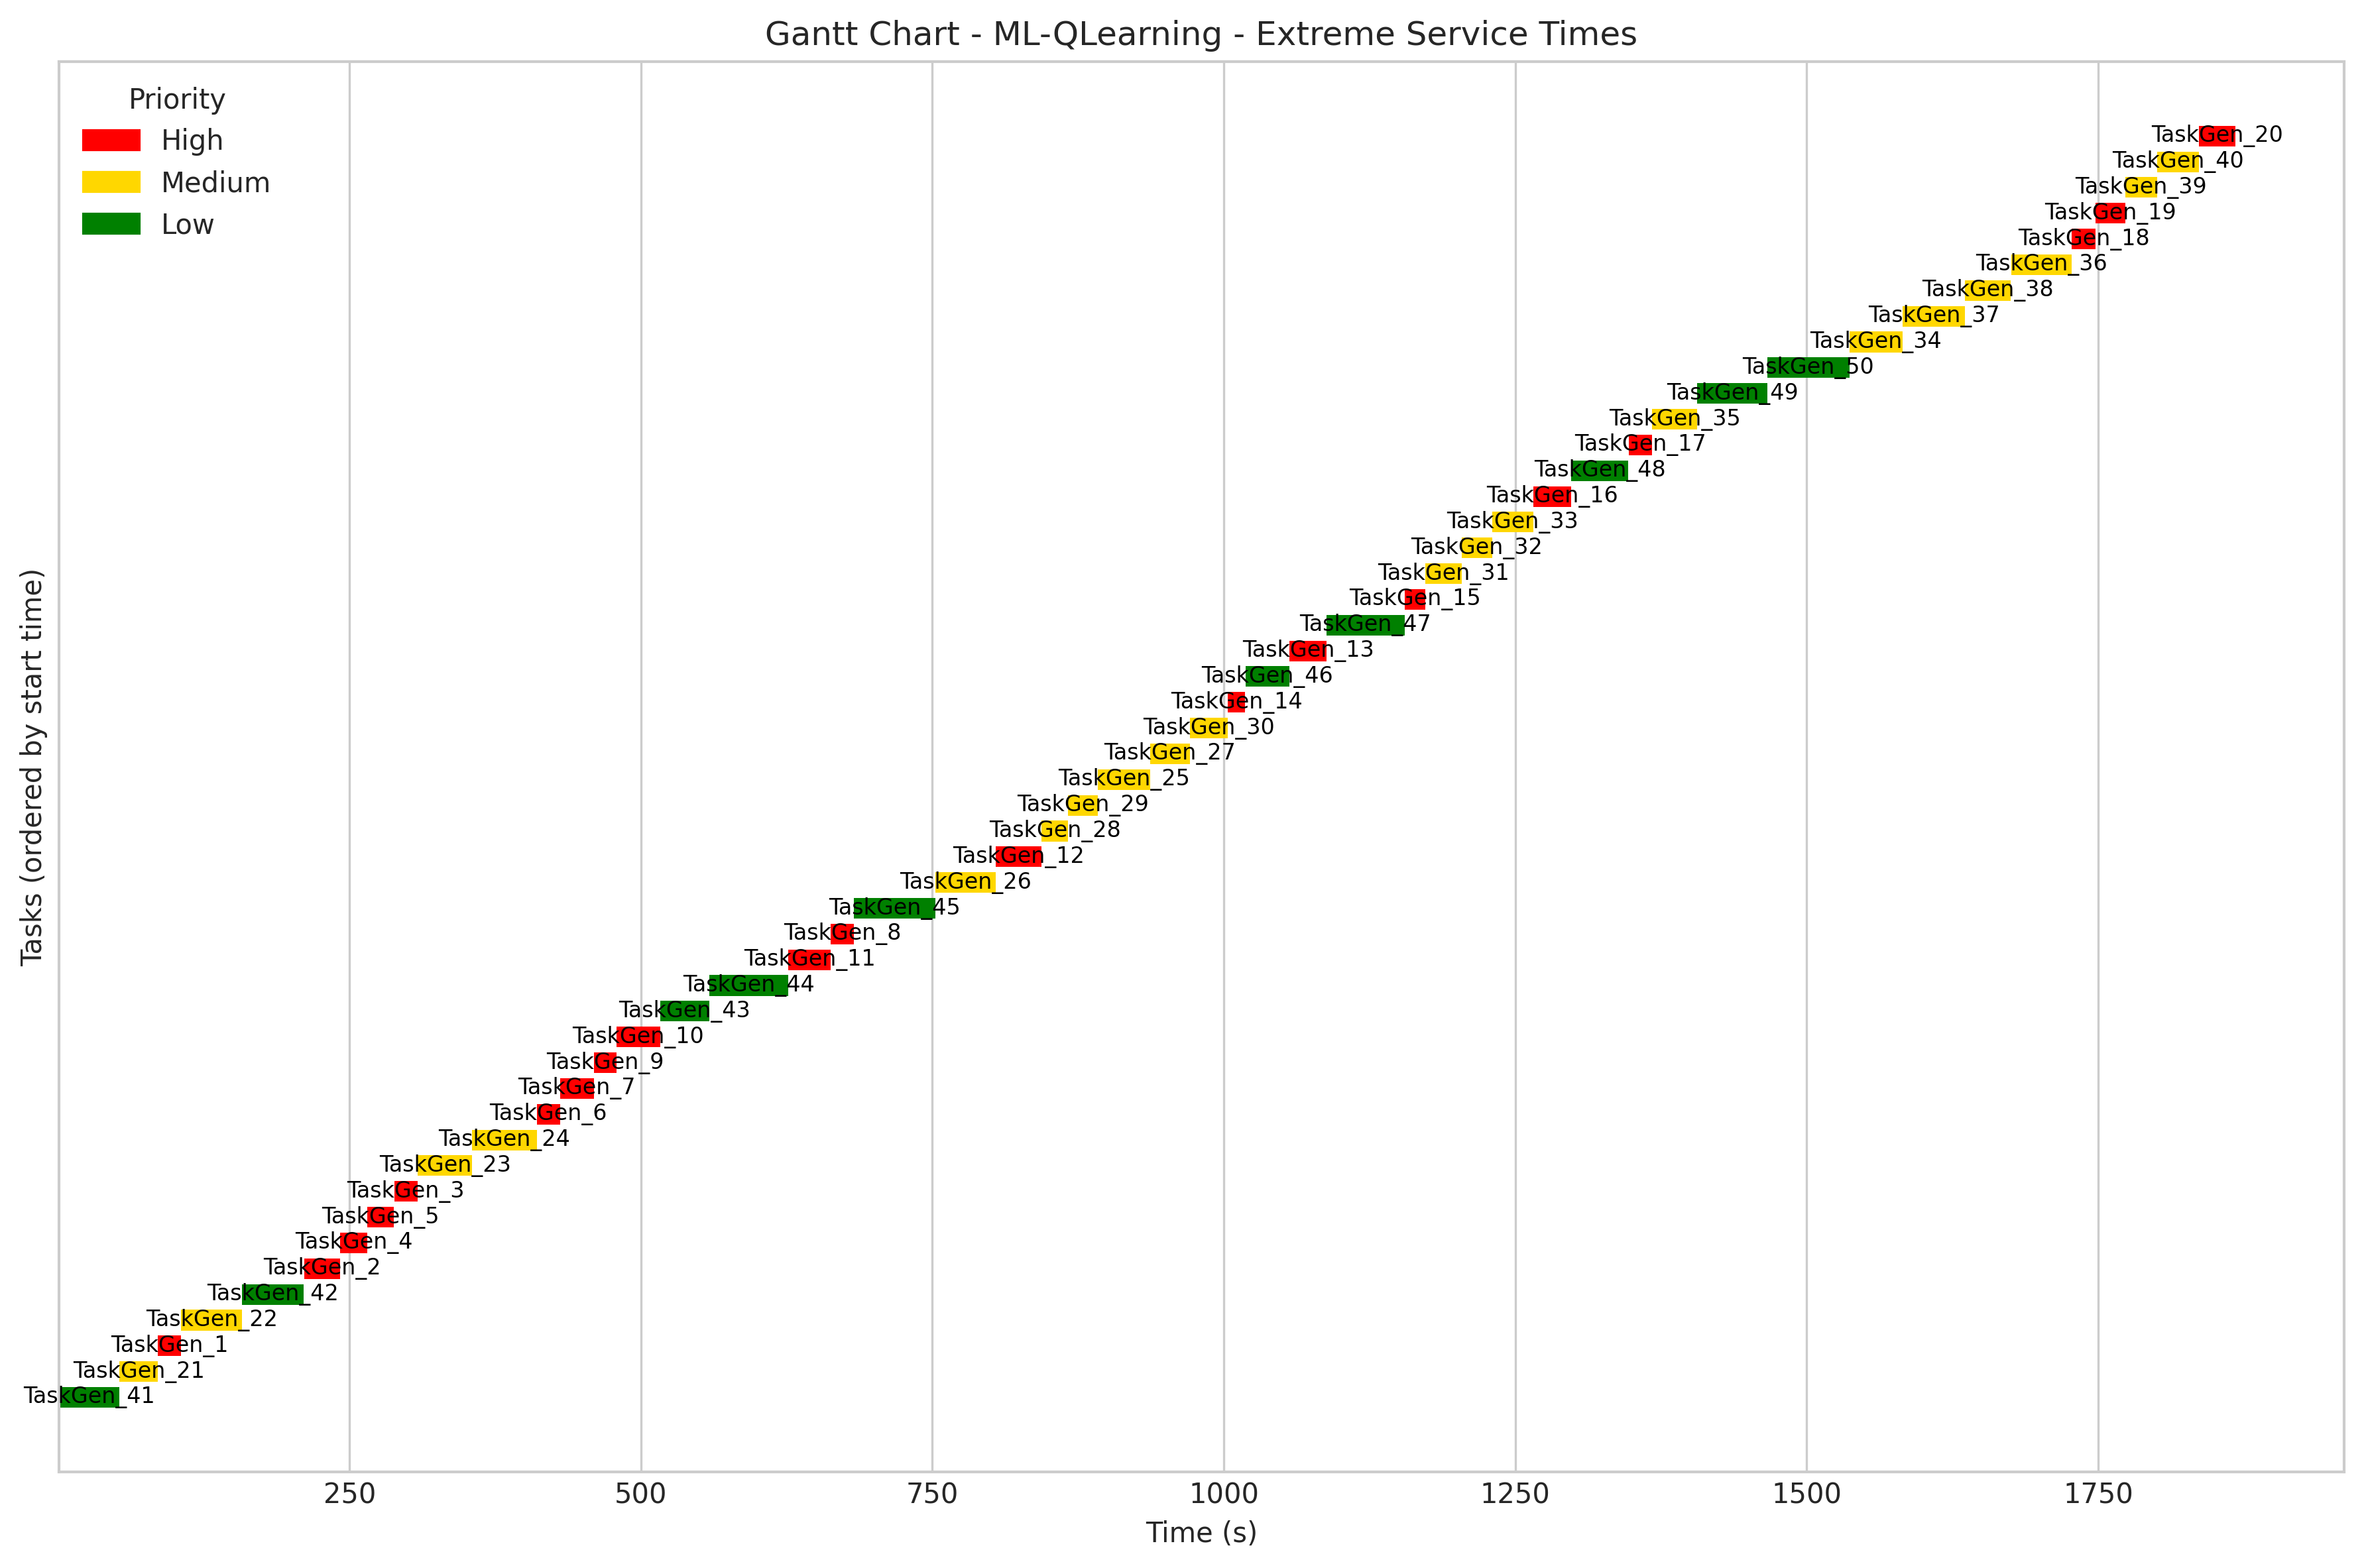 Gantt Chart - ML-QLearning - Extreme Service Times
Priority
High
Medium
Low
TaskGen_20
TaskGen_40
TaskGen_39
TaskGen_19
TaskGen_18
TaskGen_36
TaskGen_38
TaskGen_37
TaskGen_34
TaskGen_50
TaskGen_49
TaskGen_35
TaskGen_17
TaskGen_48
TaskGen_16
TaskGen_33
TaskGen_32
TaskGen_31
TaskGen_15
TaskGen_47
TaskGen_13
TaskGen_46
TaskGen_14
TaskGen_30
TaskGen_27
TaskGen_25
TaskGen_29
TaskGen_28
TaskGen_12
TaskGen_26
TaskGen_45
TaskGen_8
TaskGen_11
TaskGen_44
TaskGen_43
TaskGen_10
TaskGen_9
TaskGen_7
TaskGen_6
TaskGen_24
TaskGen_23
TaskGen_3
TaskGen_5
TaskGen_4
TaskGen_2
TaskGen_42
TaskGen_22
TaskGen_1
TaskGen_21
TaskGen_41
Tasks (ordered by start time)
250 500 750 1000 1250 1500 1750
Time (s)